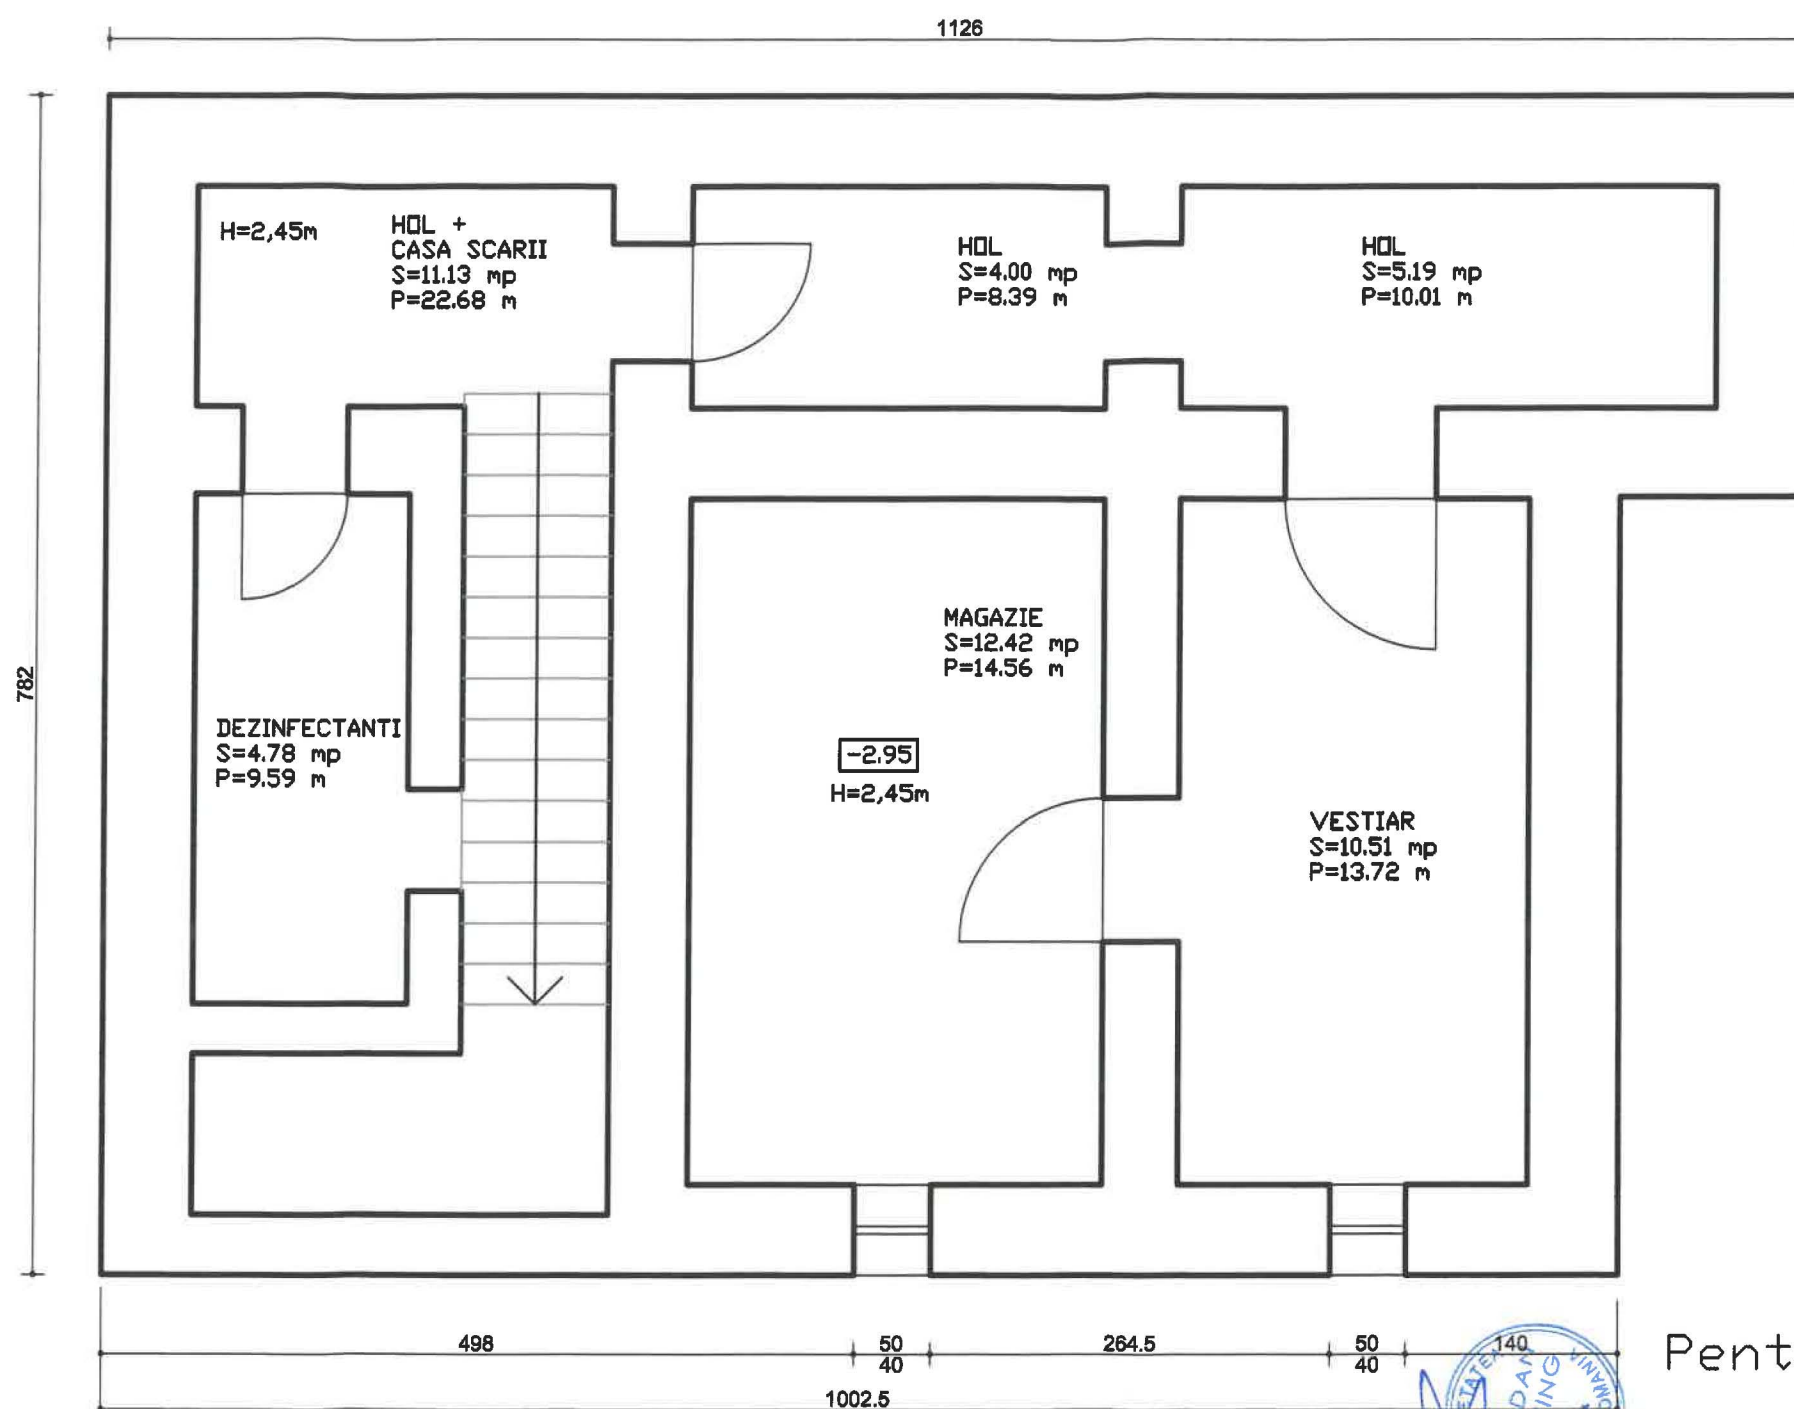 1126
H=2,45m
HOL +
CASA SCARII
S=11.13 mp
P=22.68 m
HOL
S=4.00 mp
P=8.39 m
HOL
S=5.19 mp
P=10.01 m
782
MAGAZIE
S=12.42 mp
P=14.56 m
DEZINFECTANTI
S=4.78 mp
P=9.59 m
-2.95
H=2,45m
VESTIAR
S=10.51 mp
P=13.72 m
498
50
40
264.5
50
40
140
1002.5
Pent